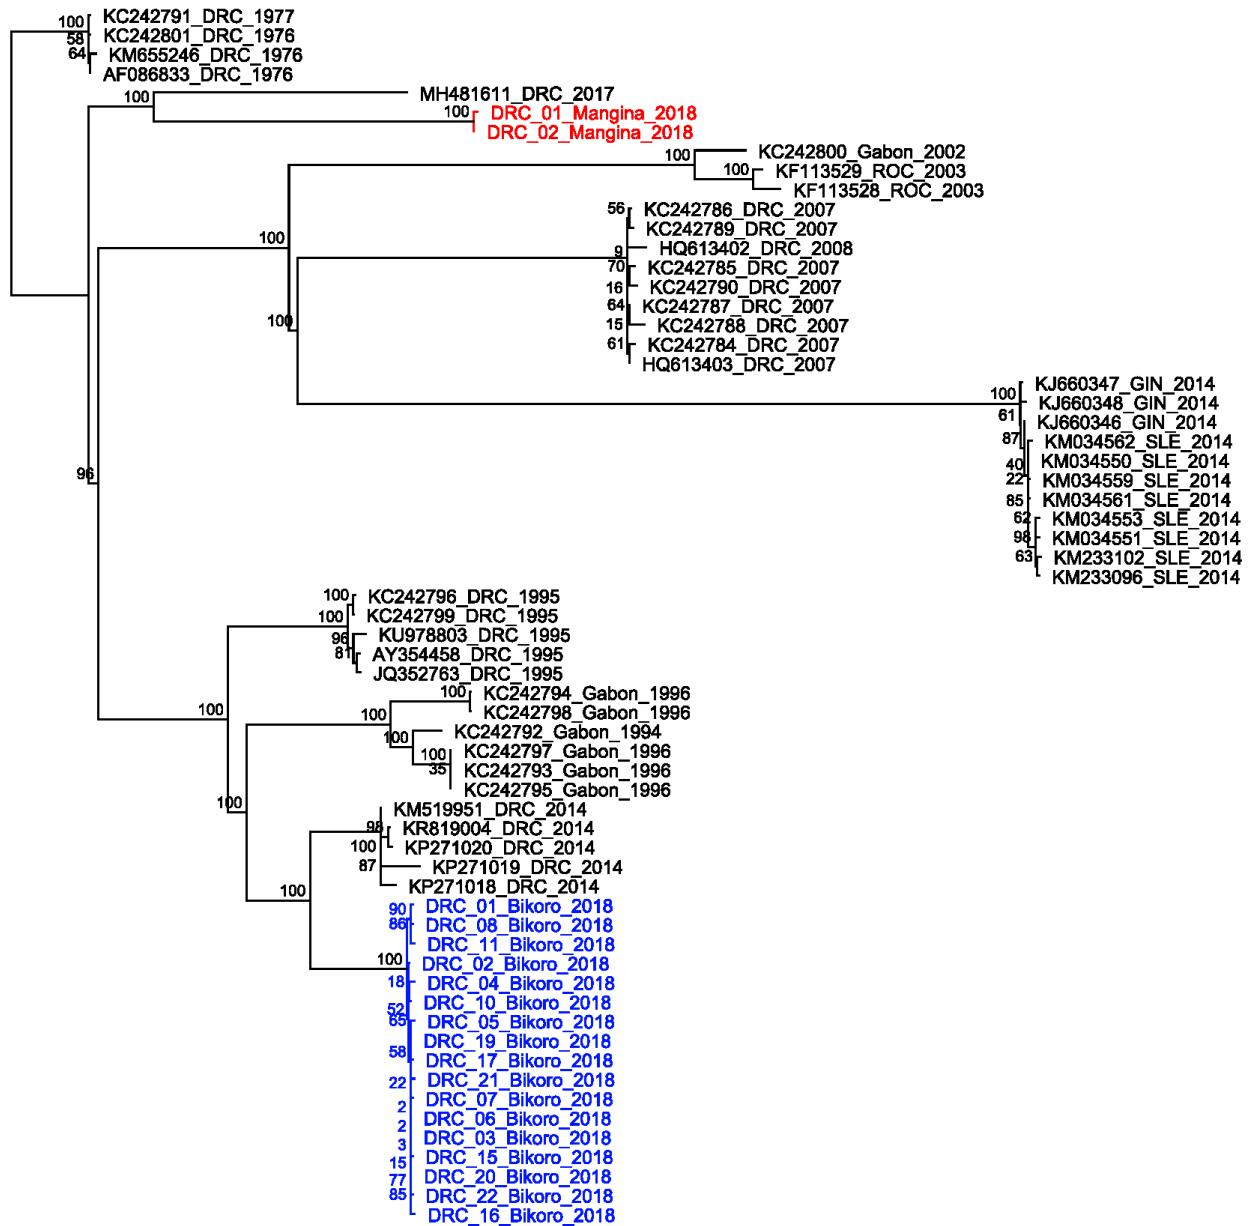 100 KC242791_DRC_1977
58 KC242801_DRC_1976
64 KM655246_DRC_1976
AF086833_DRC_1976
100 MH481611_DRC_2017
100 DRC_01_Mangina_2018
DRC_02_Mangina_2018
100 KC242800_Gabon_2002
100 KF113529_ROC_2003
KF113528_ROC_2003
56 KC242786_DRC_2007
KC242789_DRC_2007
100
9 HQ613402_DRC_2008
70 KC242785_DRC_2007
16 KC242790_DRC_2007
64 KC242787_DRC_2007
100 15 KC242788_DRC_2007
61 KC242784_DRC_2007
HQ613403_DRC_2007
100 KJ660347_GIN_2014
KJ660348_GIN_2014
61 KJ660346_GIN_2014
87 KM034562_SLE_2014
40 KM034550_SLE_2014
96 22 KM034559_SLE_2014
85 KM034561_SLE_2014
62 KM034553_SLE_2014
98 KM034551_SLE_2014
63 KM233102_SLE_2014
KM233096_SLE_2014
100 KC242796_DRC_1995
100 KC242799_DRC_1995
96 KU978803_DRC_1995
81 AY354458_DRC_1995
JQ352763_DRC_1995
100 KC242794_Gabon_1996
100 100 KC242798_Gabon_1996
100 KC242792_Gabon_1994
100 KC242797_Gabon_1996
35 KC242793_Gabon_1996
KC242795_Gabon_1996
100 KM519951_DRC_2014
98 KR819004_DRC_2014
100 KP271020_DRC_2014
87 KP271019_DRC_2014
100 KP271018_DRC_2014
90 DRC_01_Bikoro_2018
86 DRC_08_Bikoro_2018
DRC_11_Bikoro_2018
100 DRC_02_Bikoro_2018
18 DRC_04_Bikoro_2018
52 DRC_10_Bikoro_2018
65 DRC_05_Bikoro_2018
DRC_19_Bikoro_2018
58 DRC_17_Bikoro_2018
22 DRC_21_Bikoro_2018
2 DRC_07_Bikoro_2018
2 DRC_06_Bikoro_2018
3 DRC_03_Bikoro_2018
15 DRC_15_Bikoro_2018
77 DRC_20_Bikoro_2018
85 DRC_22_Bikoro_2018
DRC_16_Bikoro_2018